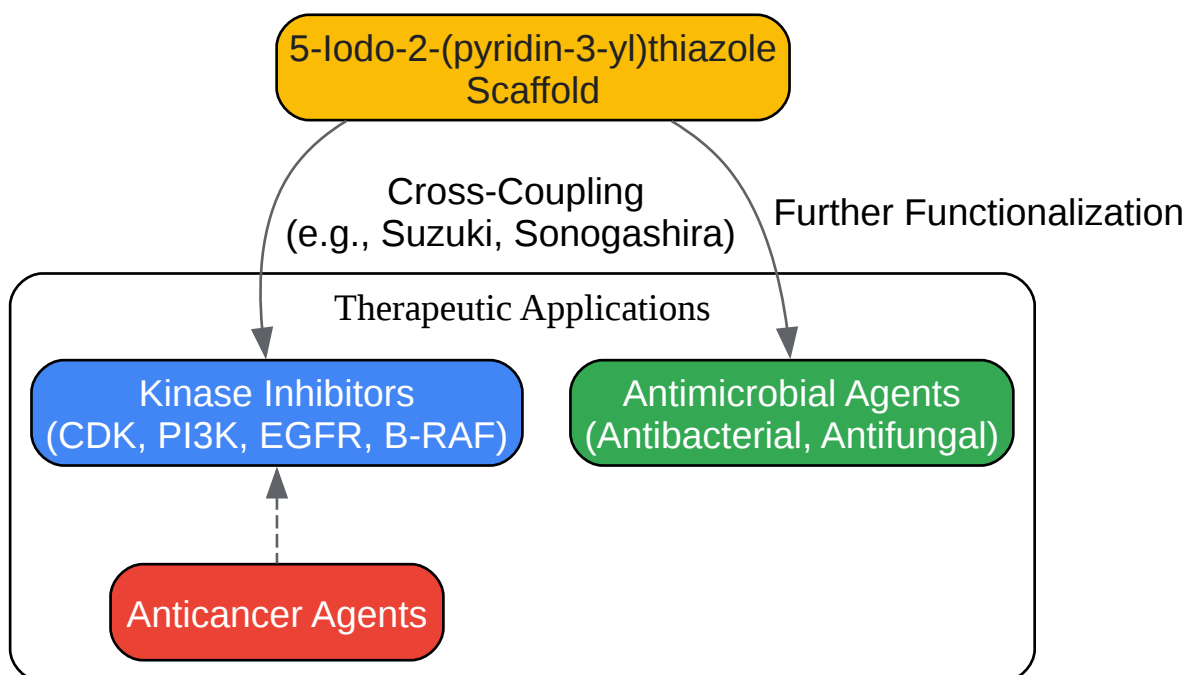 5-Iodo-2-(pyridin-3-yl)thiazole
Scaffold
Cross-Coupling
(e.g., Suzuki, Sonogashira)
Further Functionalization
Therapeutic Applications
Kinase Inhibitors
(CDK, PI3K, EGFR, B-RAF)
Antimicrobial Agents
(Antibacterial, Antifungal)
Anticancer Agents